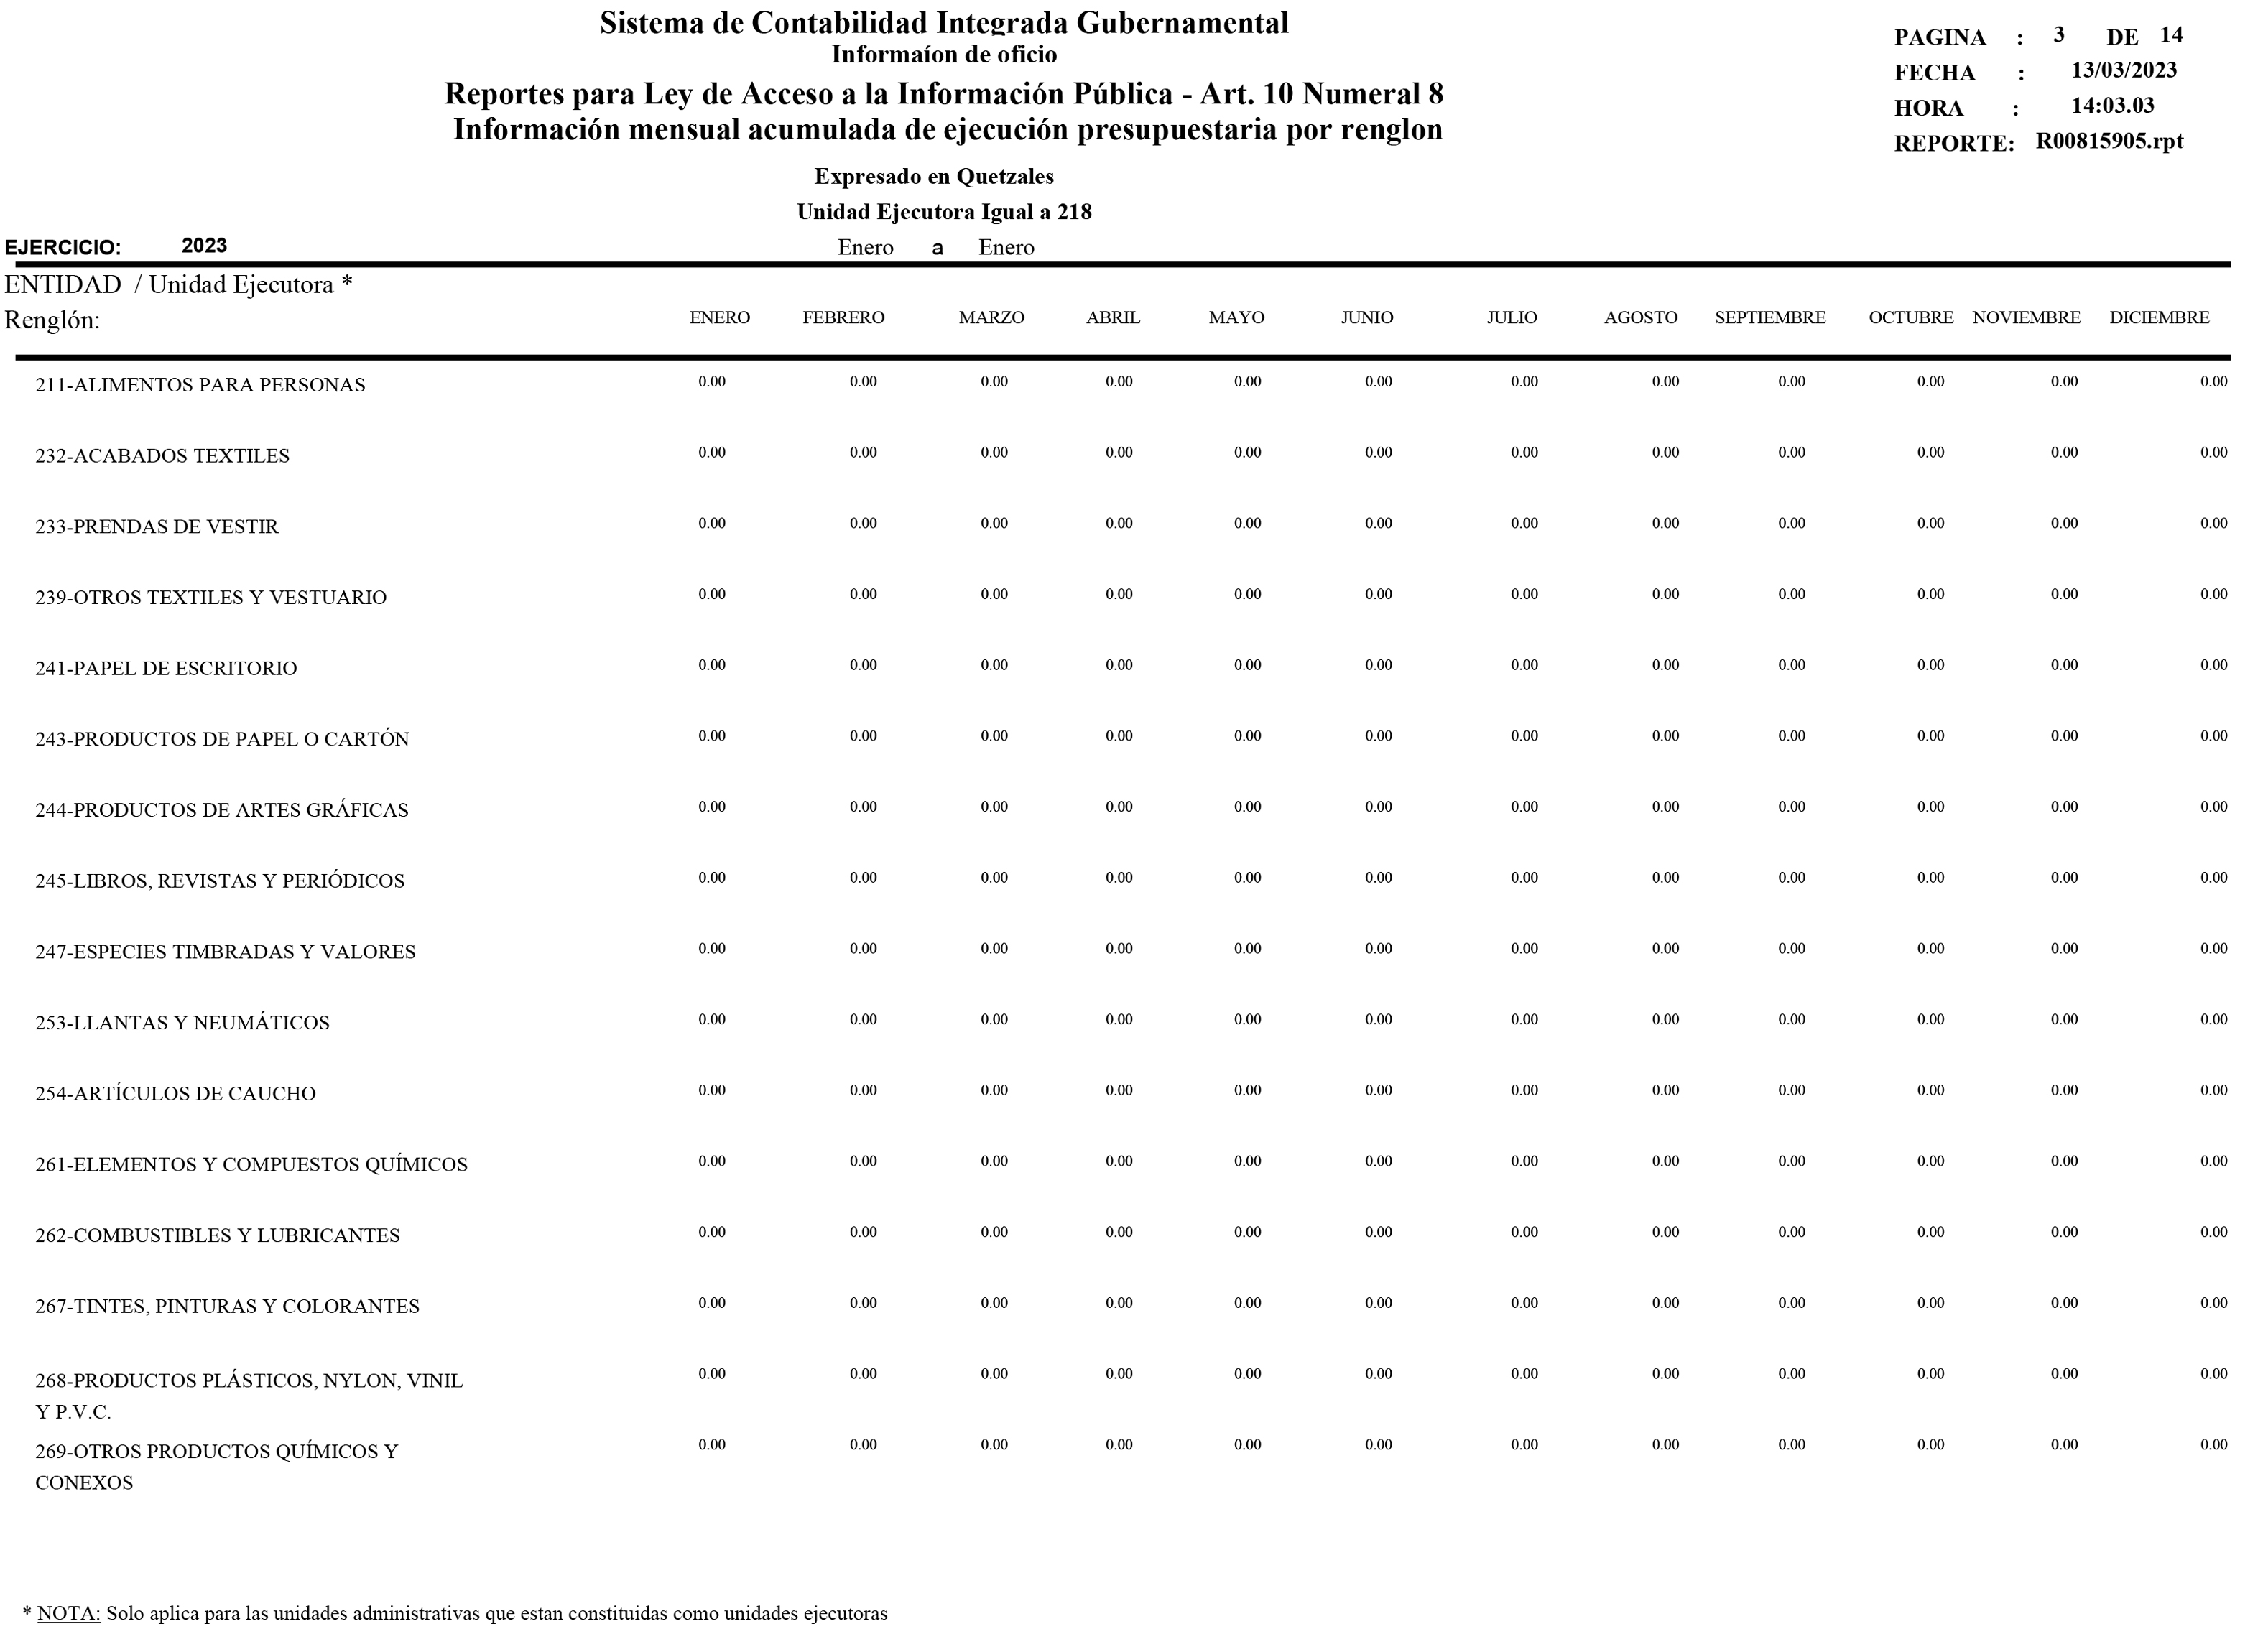 Sistema de Contabilidad Integrada Gubernamental
Informaíon de oficio
Reportes para Ley de Acceso a la Información Pública - Art. 10 Numeral 8
Información mensual acumulada de ejecución presupuestaria por renglon
Expresado en Quetzales
Unidad Ejecutora Igual a 218
PAGINA : 3 DE 14
FECHA : 13/03/2023
HORA : 14:03.03
REPORTE: R00815905.rpt
EJERCICIO: 2023 Enero a Enero
ENTIDAD / Unidad Ejecutora *
Renglón: ENERO FEBRERO MARZO ABRIL MAYO JUNIO JULIO AGOSTO SEPTIEMBRE OCTUBRE NOVIEMBRE DICIEMBRE
211-ALIMENTOS PARA PERSONAS 0.00 0.00 0.00 0.00 0.00 0.00 0.00 0.00 0.00 0.00 0.00 0.00
232-ACABADOS TEXTILES 0.00 0.00 0.00 0.00 0.00 0.00 0.00 0.00 0.00 0.00 0.00 0.00
233-PRENDAS DE VESTIR 0.00 0.00 0.00 0.00 0.00 0.00 0.00 0.00 0.00 0.00 0.00 0.00
239-OTROS TEXTILES Y VESTUARIO 0.00 0.00 0.00 0.00 0.00 0.00 0.00 0.00 0.00 0.00 0.00 0.00
241-PAPEL DE ESCRITORIO 0.00 0.00 0.00 0.00 0.00 0.00 0.00 0.00 0.00 0.00 0.00 0.00
243-PRODUCTOS DE PAPEL O CARTÓN 0.00 0.00 0.00 0.00 0.00 0.00 0.00 0.00 0.00 0.00 0.00 0.00
244-PRODUCTOS DE ARTES GRÁFICAS 0.00 0.00 0.00 0.00 0.00 0.00 0.00 0.00 0.00 0.00 0.00 0.00
245-LIBROS, REVISTAS Y PERIÓDICOS 0.00 0.00 0.00 0.00 0.00 0.00 0.00 0.00 0.00 0.00 0.00 0.00
247-ESPECIES TIMBRADAS Y VALORES 0.00 0.00 0.00 0.00 0.00 0.00 0.00 0.00 0.00 0.00 0.00 0.00
253-LLANTAS Y NEUMÁTICOS 0.00 0.00 0.00 0.00 0.00 0.00 0.00 0.00 0.00 0.00 0.00 0.00
254-ARTÍCULOS DE CAUCHO 0.00 0.00 0.00 0.00 0.00 0.00 0.00 0.00 0.00 0.00 0.00 0.00
261-ELEMENTOS Y COMPUESTOS QUÍMICOS 0.00 0.00 0.00 0.00 0.00 0.00 0.00 0.00 0.00 0.00 0.00 0.00
262-COMBUSTIBLES Y LUBRICANTES 0.00 0.00 0.00 0.00 0.00 0.00 0.00 0.00 0.00 0.00 0.00 0.00
267-TINTES, PINTURAS Y COLORANTES 0.00 0.00 0.00 0.00 0.00 0.00 0.00 0.00 0.00 0.00 0.00 0.00
268-PRODUCTOS PLÁSTICOS, NYLON, VINIL 0.00 0.00 0.00 0.00 0.00 0.00 0.00 0.00 0.00 0.00 0.00 0.00
Y P.V.C.
269-OTROS PRODUCTOS QUÍMICOS Y 0.00 0.00 0.00 0.00 0.00 0.00 0.00 0.00 0.00 0.00 0.00 0.00
CONEXOS
* NOTA: Solo aplica para las unidades administrativas que estan constituidas como unidades ejecutoras